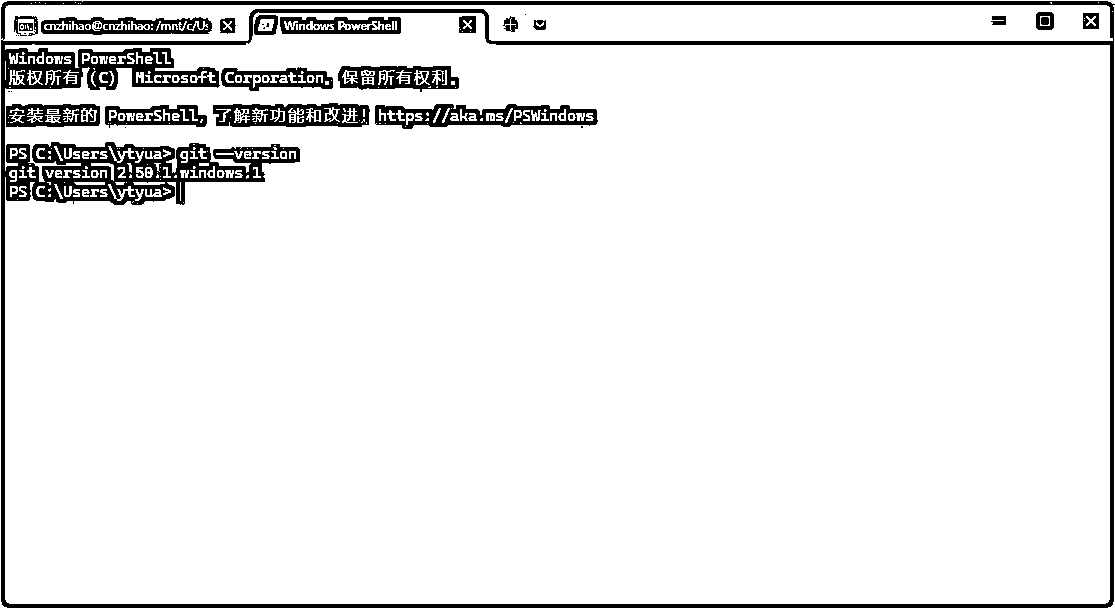 cnzhihao@cnzhihao: /mnt/c/Us
Windows PowerShell
Windows PowerShell
版权所有 (C) Microsoft Corporation。保留所有权利。
安装最新的 PowerShell，了解新功能和改进！https://aka.ms/PSWindows
PS C:\Users\ytyua> git --version
git version 2.50.1.windows.1
PS C:\Users\ytyua>